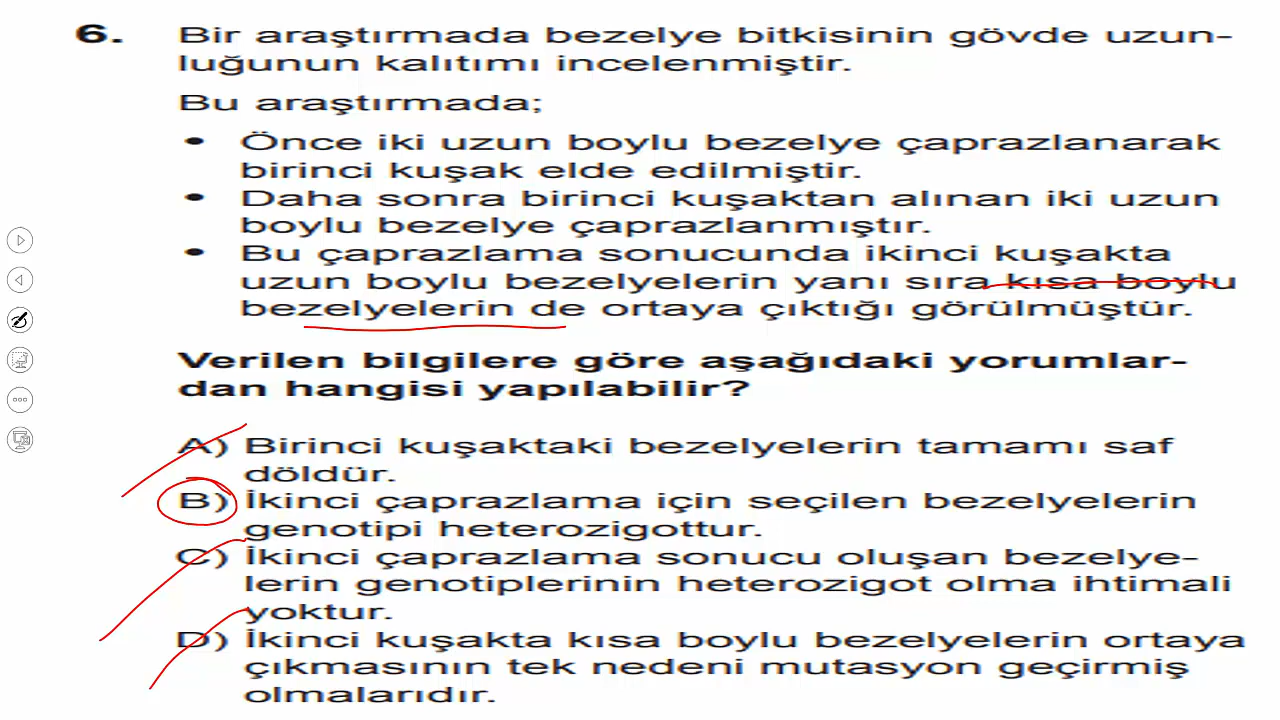 6. Bir araştırmada bezelye bitkisinin gövde uzun-
luğunun kalıtımı incelenmiştir.
Bu araştırmada;
• Önce iki uzun boylu bezelye çaprazlanarak
birinci kuşak elde edilmiştir.
• Daha sonra birinci kuşaktan alınan iki uzun
boylu bezelye çaprazlanmıştır.
• Bu çaprazlama sonucunda ikinci kuşakta
uzun boylu bezelyelerin yanı sıra kısa boylu
bezelyelerin de ortaya çıktığı görülmüştür.
Verilen bilgilere göre aşağıdaki yorumlar-
dan hangisi yapılabilir?
A) Birinci kuşaktaki bezelyelerin tamamı saf
döldür.
B) İkinci çaprazlama için seçilen bezelyelerin
genotipi heterozigottur.
C) İkinci çaprazlama sonucu oluşan bezelye-
lerin genotiplerinin heterozigot olma ihtimali
yoktur.
D) İkinci kuşakta kısa boylu bezelyelerin ortaya
çıkmasının tek nedeni mutasyon geçirmiş
olmalarıdır.